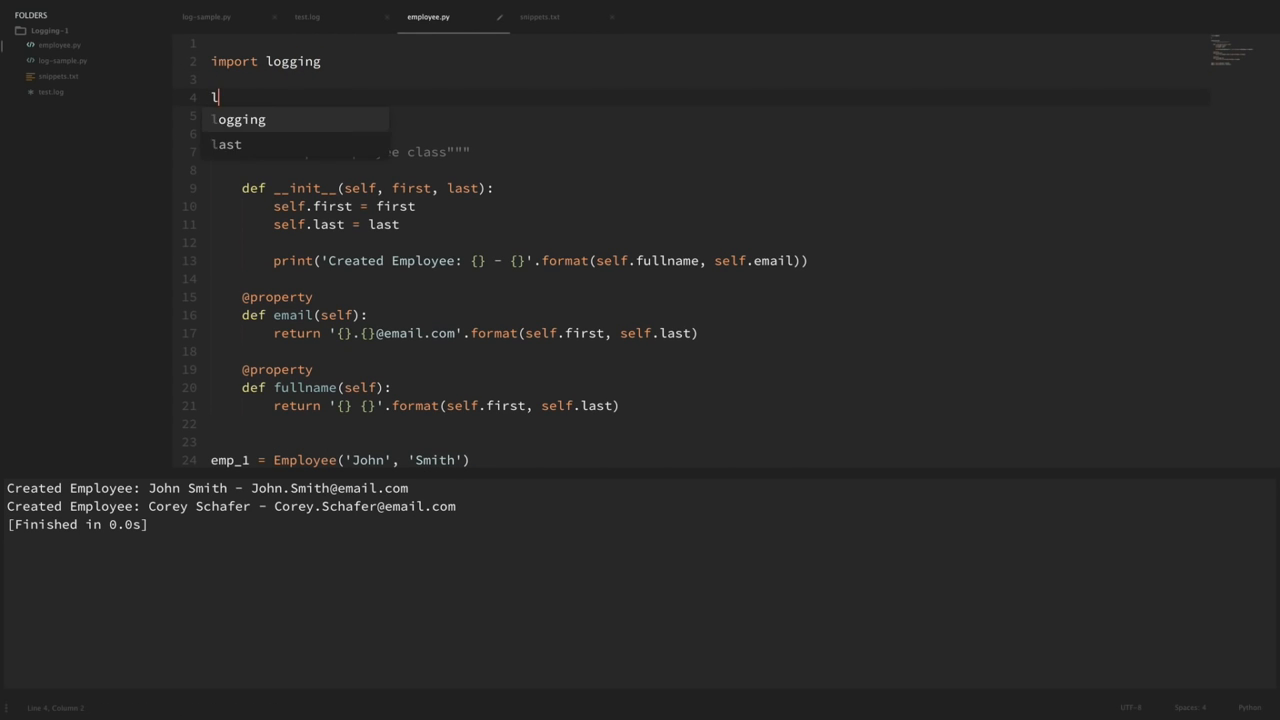 FOLDERS
Logging-1
employee.py
log-sample.py
snippets.txt
test.log
log-sample.py × test.log × employee.py snippets.txt ×
1
2 import logging
3
4 l
logging
last
5
6
7 class"""
8
9 def __init__(self, first, last):
10 self.first = first
11 self.last = last
12
13 print('Created Employee: {} - {}'.format(self.fullname, self.email))
14
15 @property
16 def email(self):
17 return '{}.{}@email.com'.format(self.first, self.last)
18
19 @property
20 def fullname(self):
21 return '{} {}'.format(self.first, self.last)
22
23
24 emp_1 = Employee('John', 'Smith')
Created Employee: John Smith - John.Smith@email.com
Created Employee: Corey Schafer - Corey.Schafer@email.com
[Finished in 0.0s]
Line 4, Column 2 UTF-8 Spaces: 4 Python